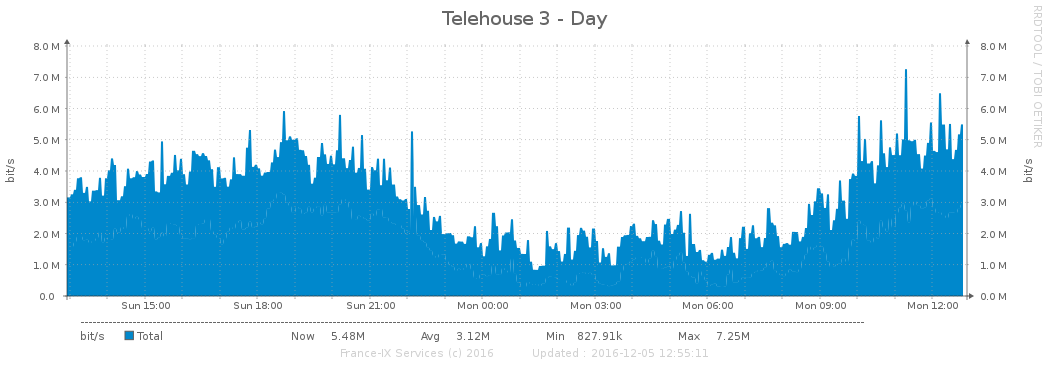 Telehouse 3 - Day
RRDTOOL / TOBI OETIKER
8.0 M 8.0 M
7.0 M 7.0 M
6.0 M 6.0 M
5.0 M 5.0 M
4.0 M 4.0 M
3.0 M 3.0 M
2.0 M 2.0 M
1.0 M 1.0 M
0.0 0.0 M
bit/s
bit/s
Sun 15:00 Sun 18:00 Sun 21:00 Mon 00:00 Mon 03:00 Mon 06:00 Mon 09:00 Mon 12:00
bit/s Total Now 5.48M Avg 3.12M Min 827.91k Max 7.25M
France-IX Services (c) 2016 Updated : 2016-12-05 12:55:11